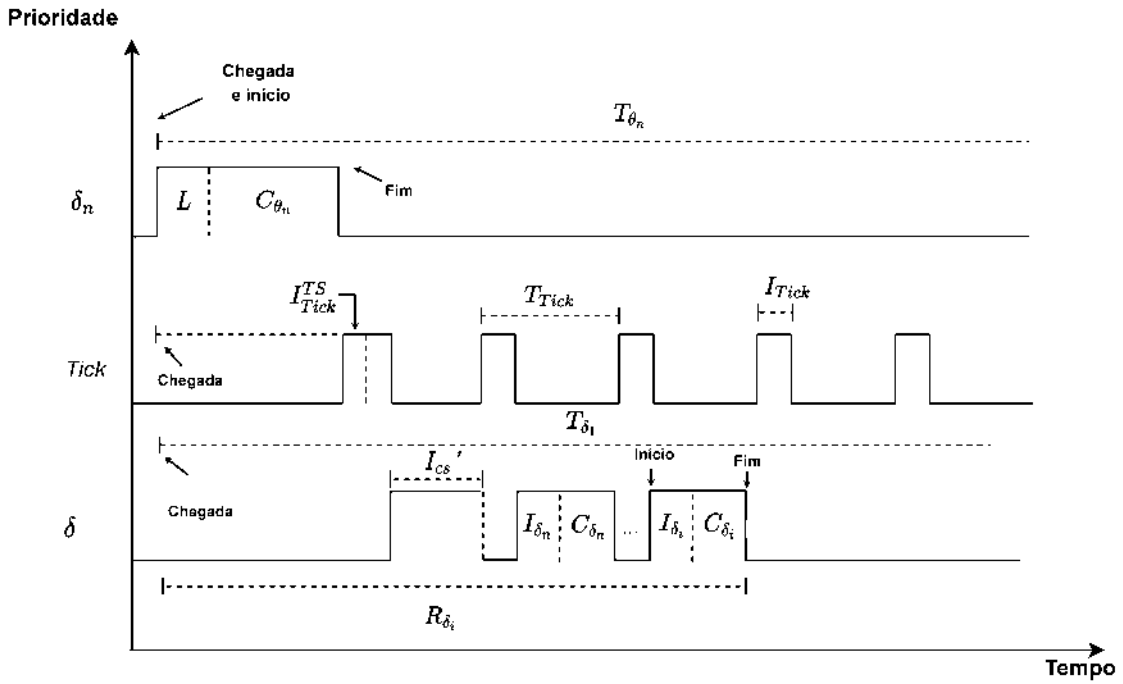 Prioridade
Chegada
e início
T_{θ_n}
δ_n
L
C_{θ_n}
Fim
I_{Tick}^{TS}
T_{Tick}
I_{Tick}
Tick
Chegada
T_{δ_1}
I_{cs}'
Início
Fim
Chegada
δ
I_{δ_n}
C_{δ_n}
...
I_{δ_i}
C_{δ_i}
R_{δ_i}
Tempo